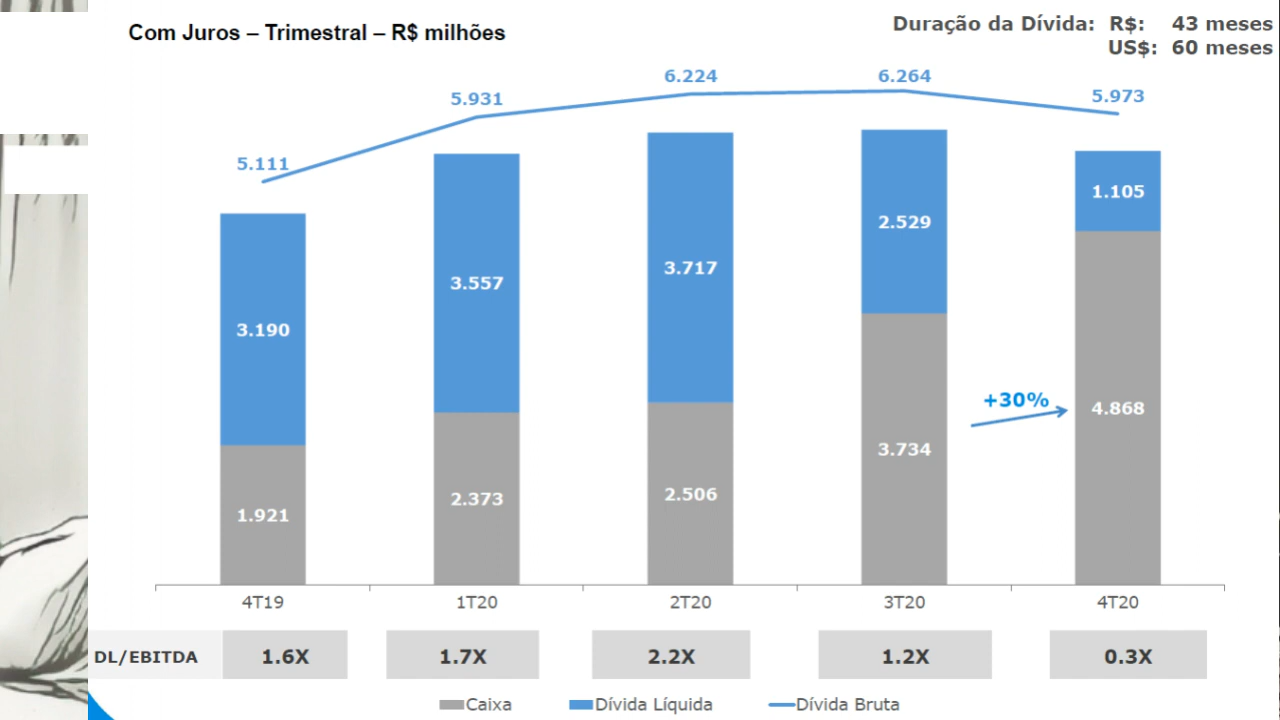 Com Juros – Trimestral – R$ milhões
Duração da Dívida: R$: 43 meses
US$: 60 meses
5.111
5.931
6.224
6.264
5.973
3.190
3.557
3.717
2.529
1.105
1.921
2.373
2.506
3.734
+30%
4.868
4T19
1T20
2T20
3T20
4T20
DL/EBITDA
1.6X
1.7X
2.2X
1.2X
0.3X
Caixa
Dívida Líquida
Dívida Bruta